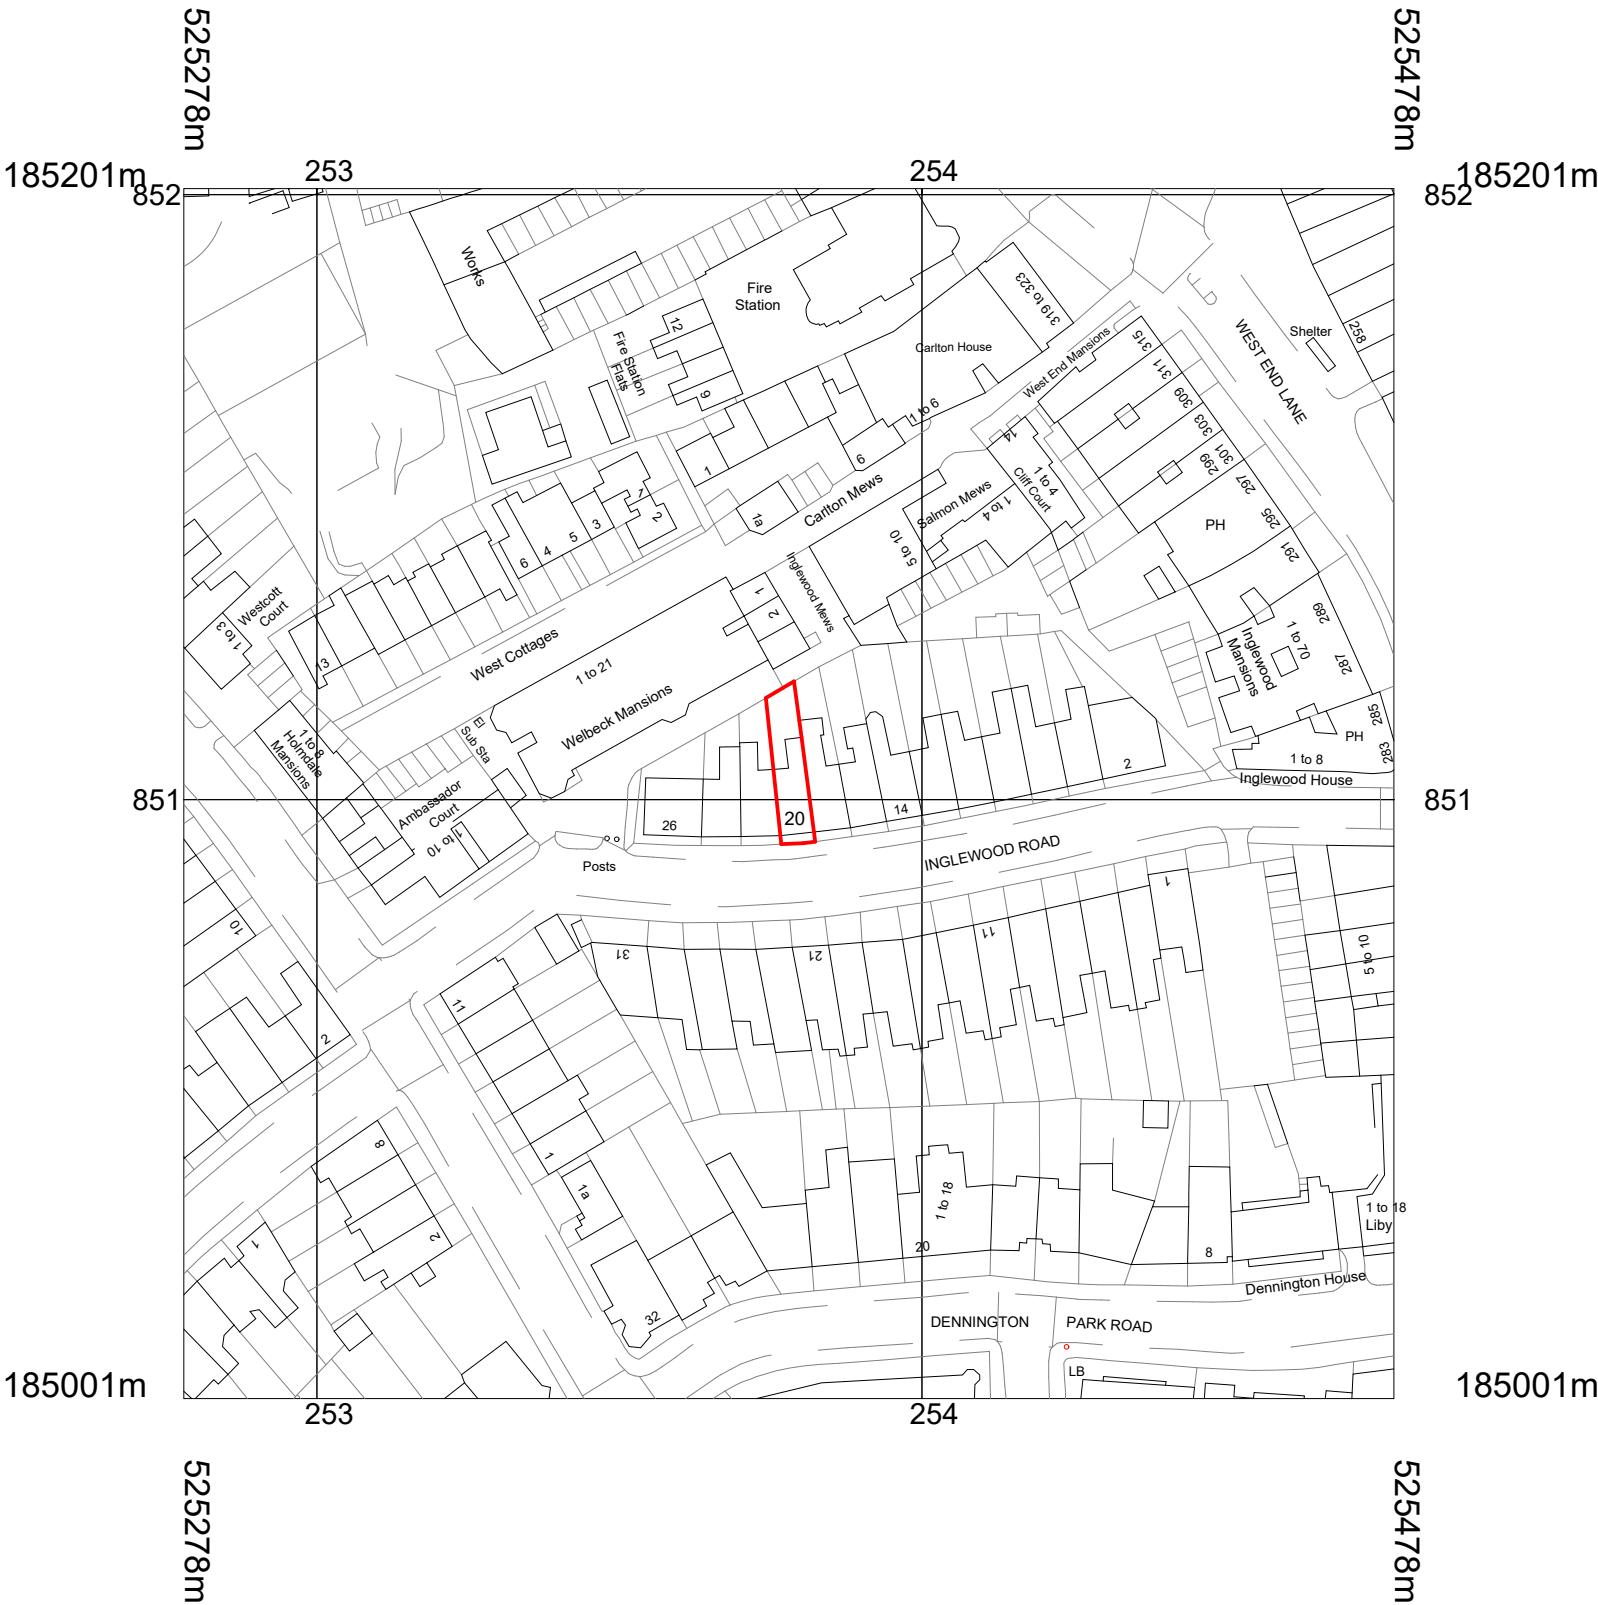 525278m
525478m
185201m
253
254
185201m
852
852
Works
Fire
Station
319 to 323
WEST END LANE
Shelter
258
12
Fire Station
Flats
9
Carlton House
West End Mansions
315
311
309
303
301
299
297
295
291
289
287
285
283
1
1 to 6
6
14
1 to 4
Cliff Court
Carlton Mews
Salmon Mews
1 to 4
5 to 10
PH
1a
1
2
3
5
4
6
Inglewood Mews
1
2
Westcott
Court
1 to 3
13
West Cottages
1 to 21
Welbeck Mansions
El
Sub Sta
1 to 8
Holmdale
Mansions
Ambassador
Court
1 to 10
Inglewood
Mansions
1 to 70
PH
1 to 8
Inglewood House
2
851
851
26
20
14
Posts
INGLEWOOD ROAD
10
31
21
11
1
5 to 10
11
2
1
1a
8
2
1
32
1 to 18
20
8
1 to 18
Liby
Dennington House
DENNINGTON
PARK ROAD
LB
185001m
253
254
185001m
525278m
525478m